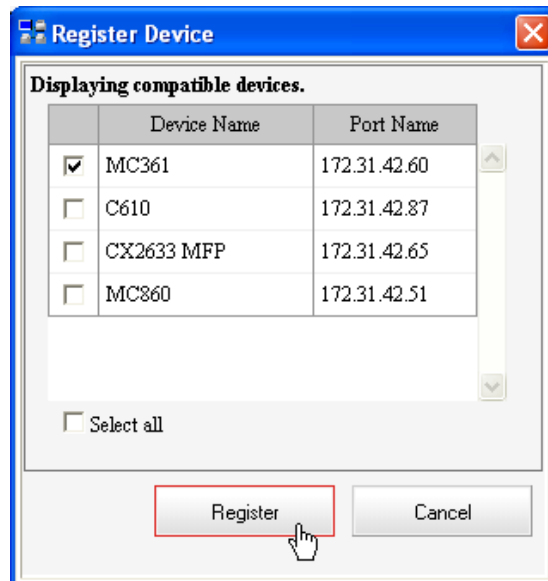 Register Device
Displaying compatible devices.
Device Name Port Name
MC361 172.31.42.60
C610 172.31.42.87
CX2633 MFP 172.31.42.65
MC860 172.31.42.51
Select all
Register Cancel